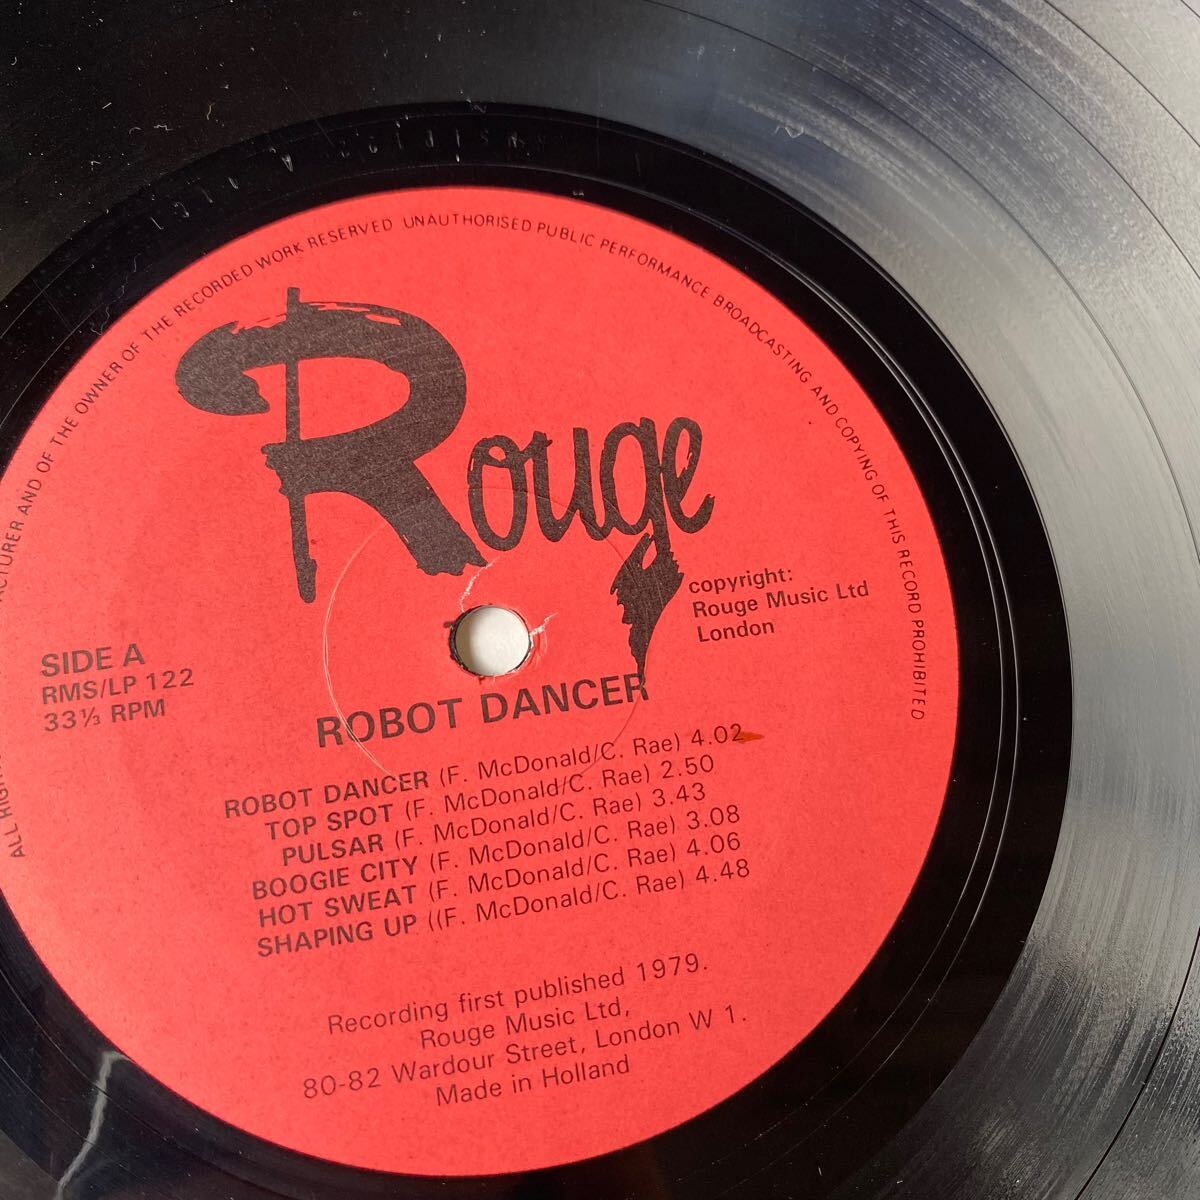 ACTURER AND OF THE OWNER OF THE RECORDED WORK RESERVED UNAUTHORISED PUBLIC PERFORMANCE BROADCASTING AND COPYING OF THIS RECORD PROHIBITED
ALL RIGH
Rouge
copyright:
Rouge Music Ltd
London
SIDE A
RMS/LP 122
33⅓ RPM
ROBOT DANCER
ROBOT DANCER (F. McDonald/C. Rae) 4.02
TOP SPOT (F. McDonald/C. Rae) 2.50
PULSAR (F. McDonald/C. Rae) 3.43
BOOGIE CITY (F. McDonald/C. Rae) 3.08
HOT SWEAT (F. McDonald/C. Rae) 4.06
SHAPING UP ((F. McDonald/C. Rae) 4.48
Recording first published 1979.
Rouge Music Ltd,
80-82 Wardour Street, London W 1.
Made in Holland